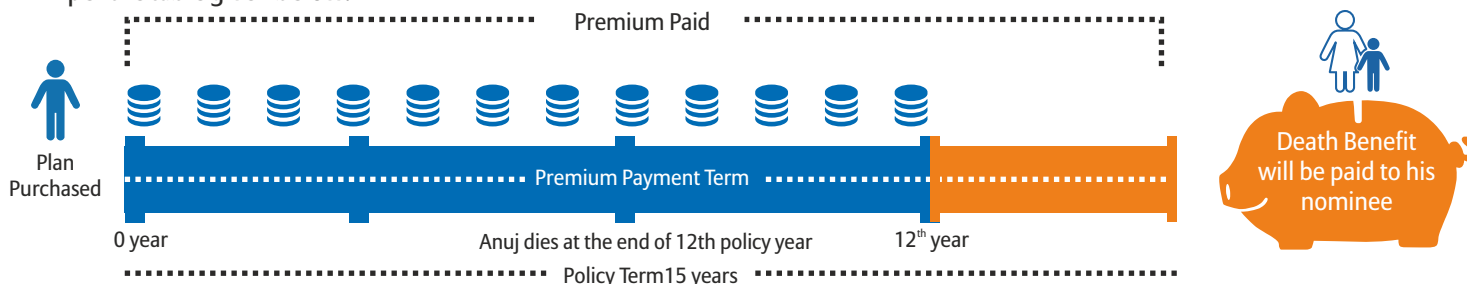 Premium Paid
Plan
Purchased
Premium Payment Term
Death Benefit
will be paid to his
nominee
0 year
Anuj dies at the end of 12th policy year
12th year
Policy Term15 years